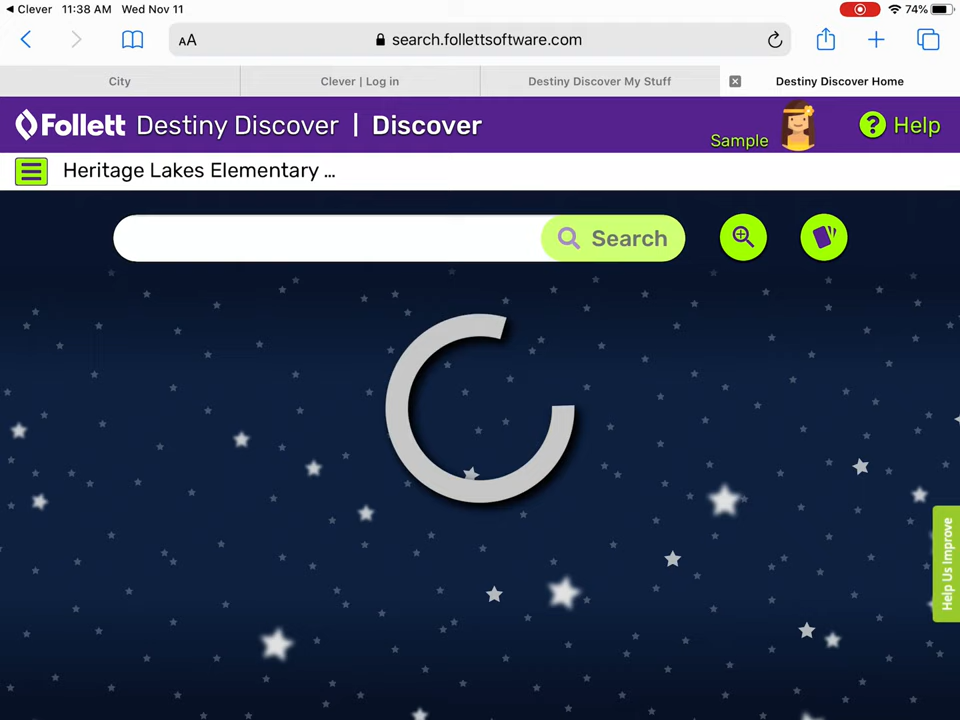 Clever 11:38 AM Wed Nov 11 74%
AA search.follettsoftware.com
City Clever | Log in Destiny Discover My Stuff Destiny Discover Home
Follett Destiny Discover | Discover Sample ? Help
Heritage Lakes Elementary ...
Search
Help Us Improve